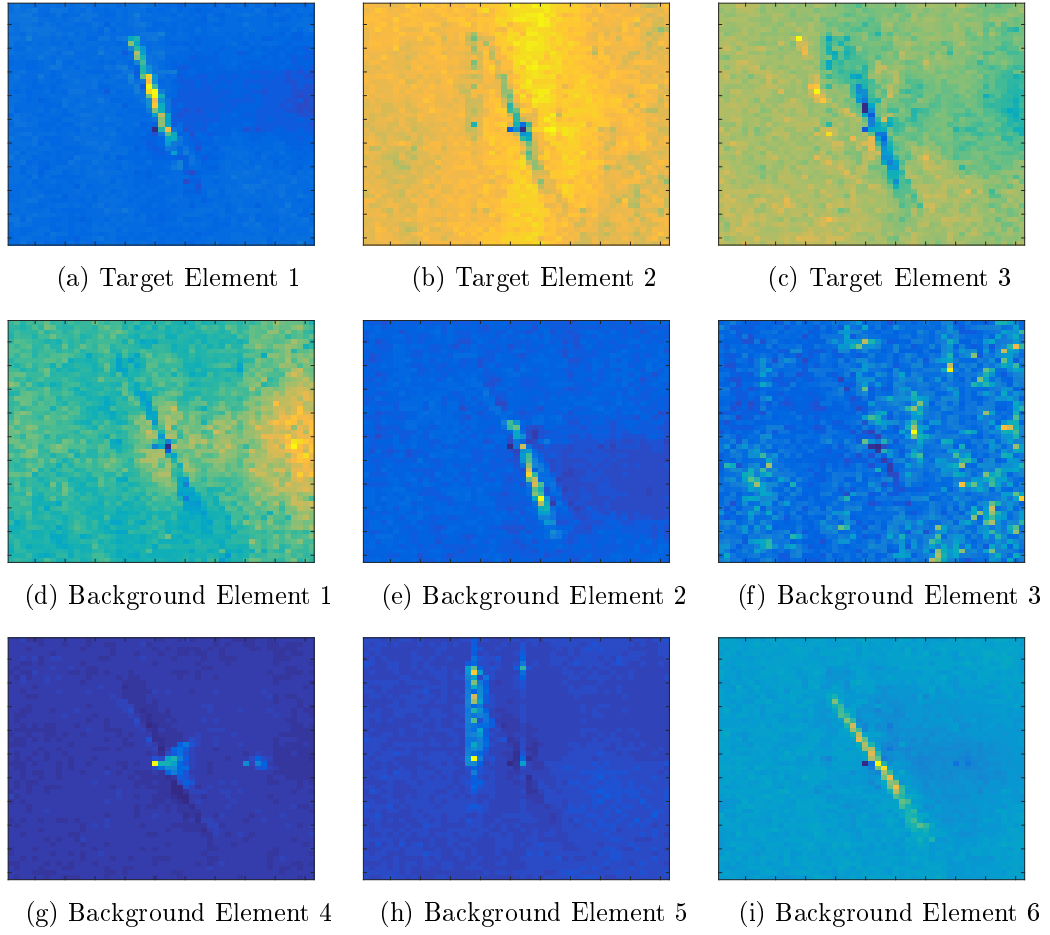 (a) Target Element 1
(b) Target Element 2
(c) Target Element 3
(d) Background Element 1
(e) Background Element 2
(f) Background Element 3
(g) Background Element 4
(h) Background Element 5
(i) Background Element 6